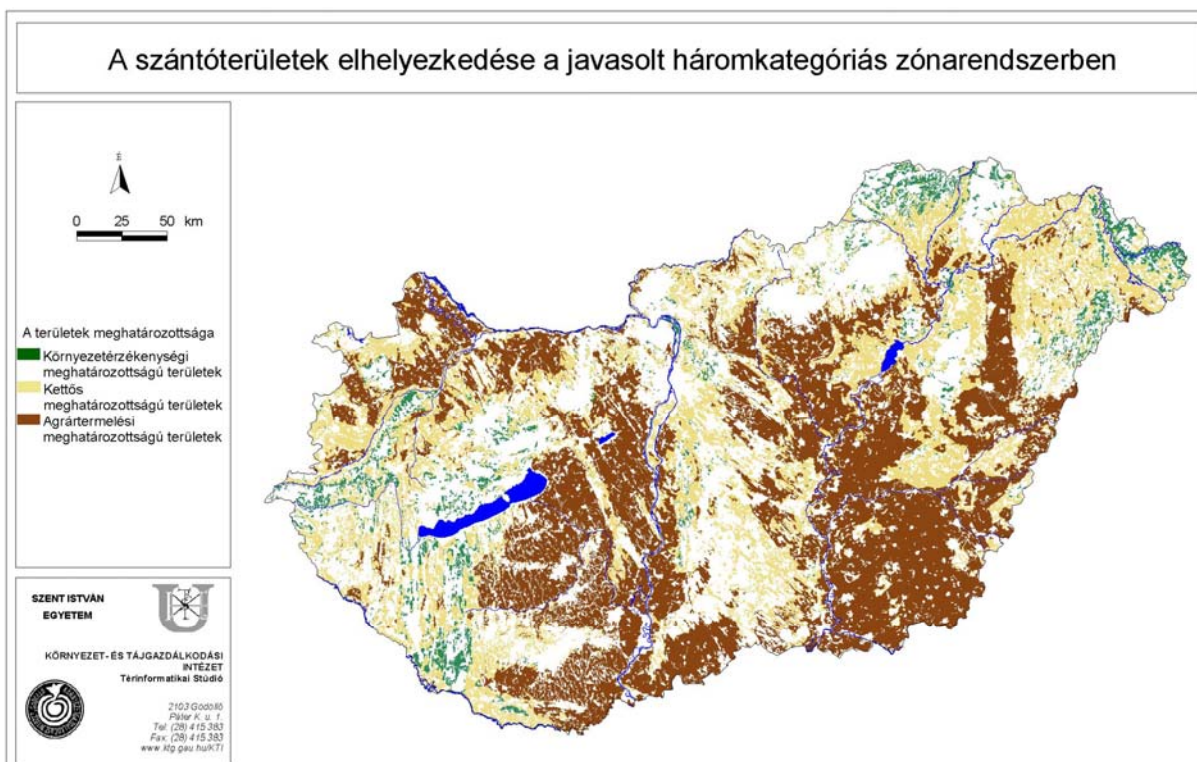 A szántóterületek elhelyezkedése a javasolt háromkategóriás zónarendszerben
É
0 25 50 km
A területek meghatározottsága
Környezetérzékenységi
meghatározottságú területek
Kettős
meghatározottságú területek
Agrártermelési
meghatározottságú területek
SZENT ISTVÁN
EGYETEM
KÖRNYEZET- ÉS TÁJGAZDÁLKODÁSI
INTÉZET
Térinformatikai Stúdió
2103 Gödöllő
Páter K. u. 1.
Tel: (28) 415 383
Fax: (28) 415 383
www.ktg.gau.hu/KTI